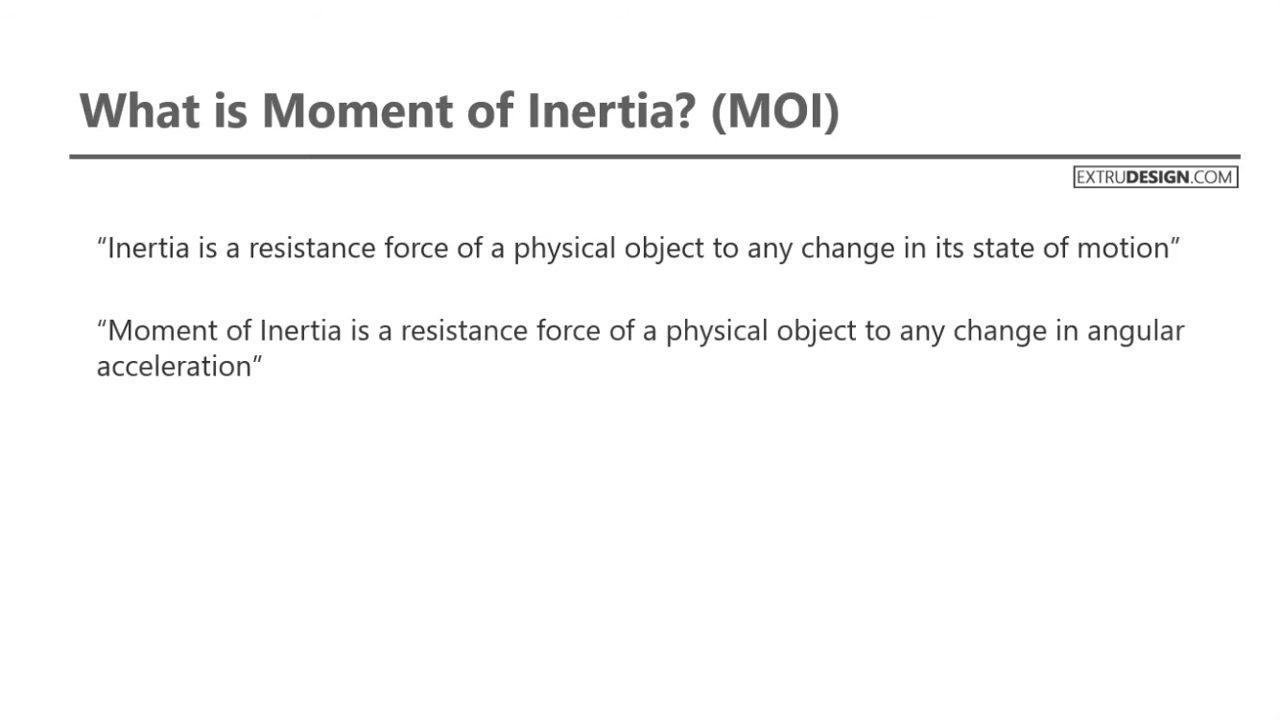 What is Moment of Inertia? (MOI)
EXTRUDESIGN.COM
“Inertia is a resistance force of a physical object to any change in its state of motion”
“Moment of Inertia is a resistance force of a physical object to any change in angular
acceleration”